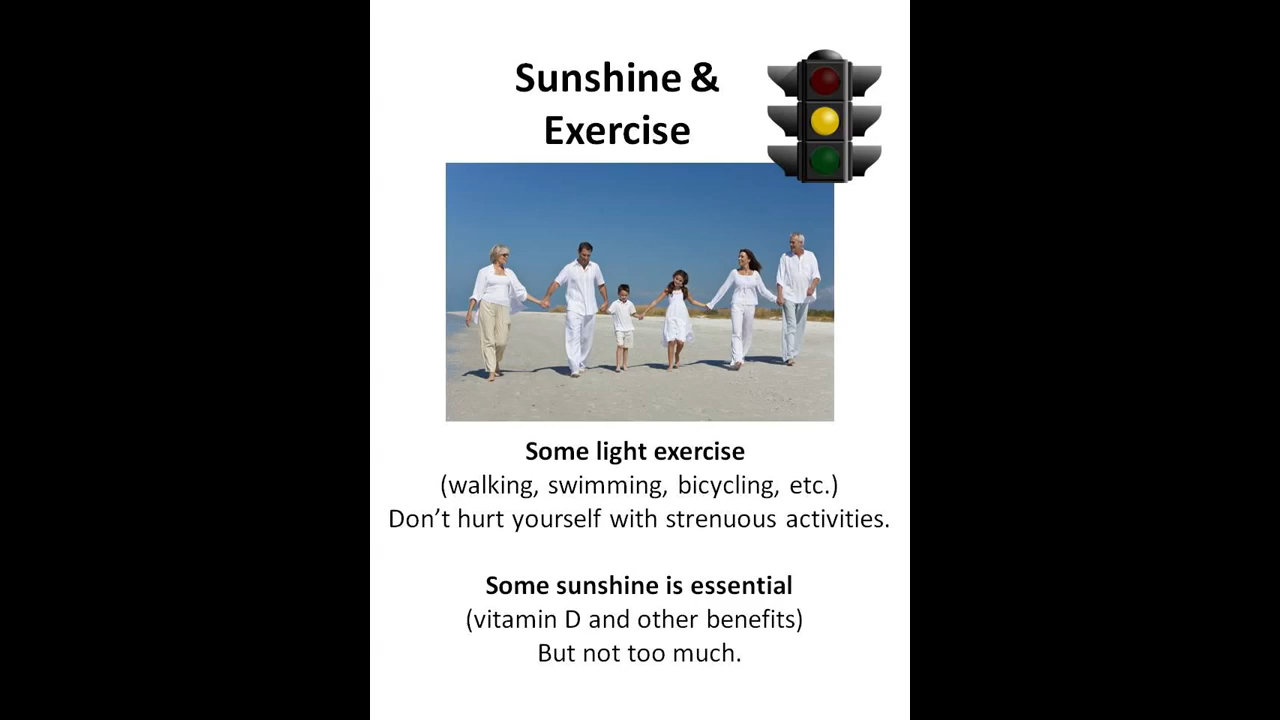 Sunshine &
Exercise
Some light exercise
(walking, swimming, bicycling, etc.)
Don’t hurt yourself with strenuous activities.
Some sunshine is essential
(vitamin D and other benefits)
But not too much.